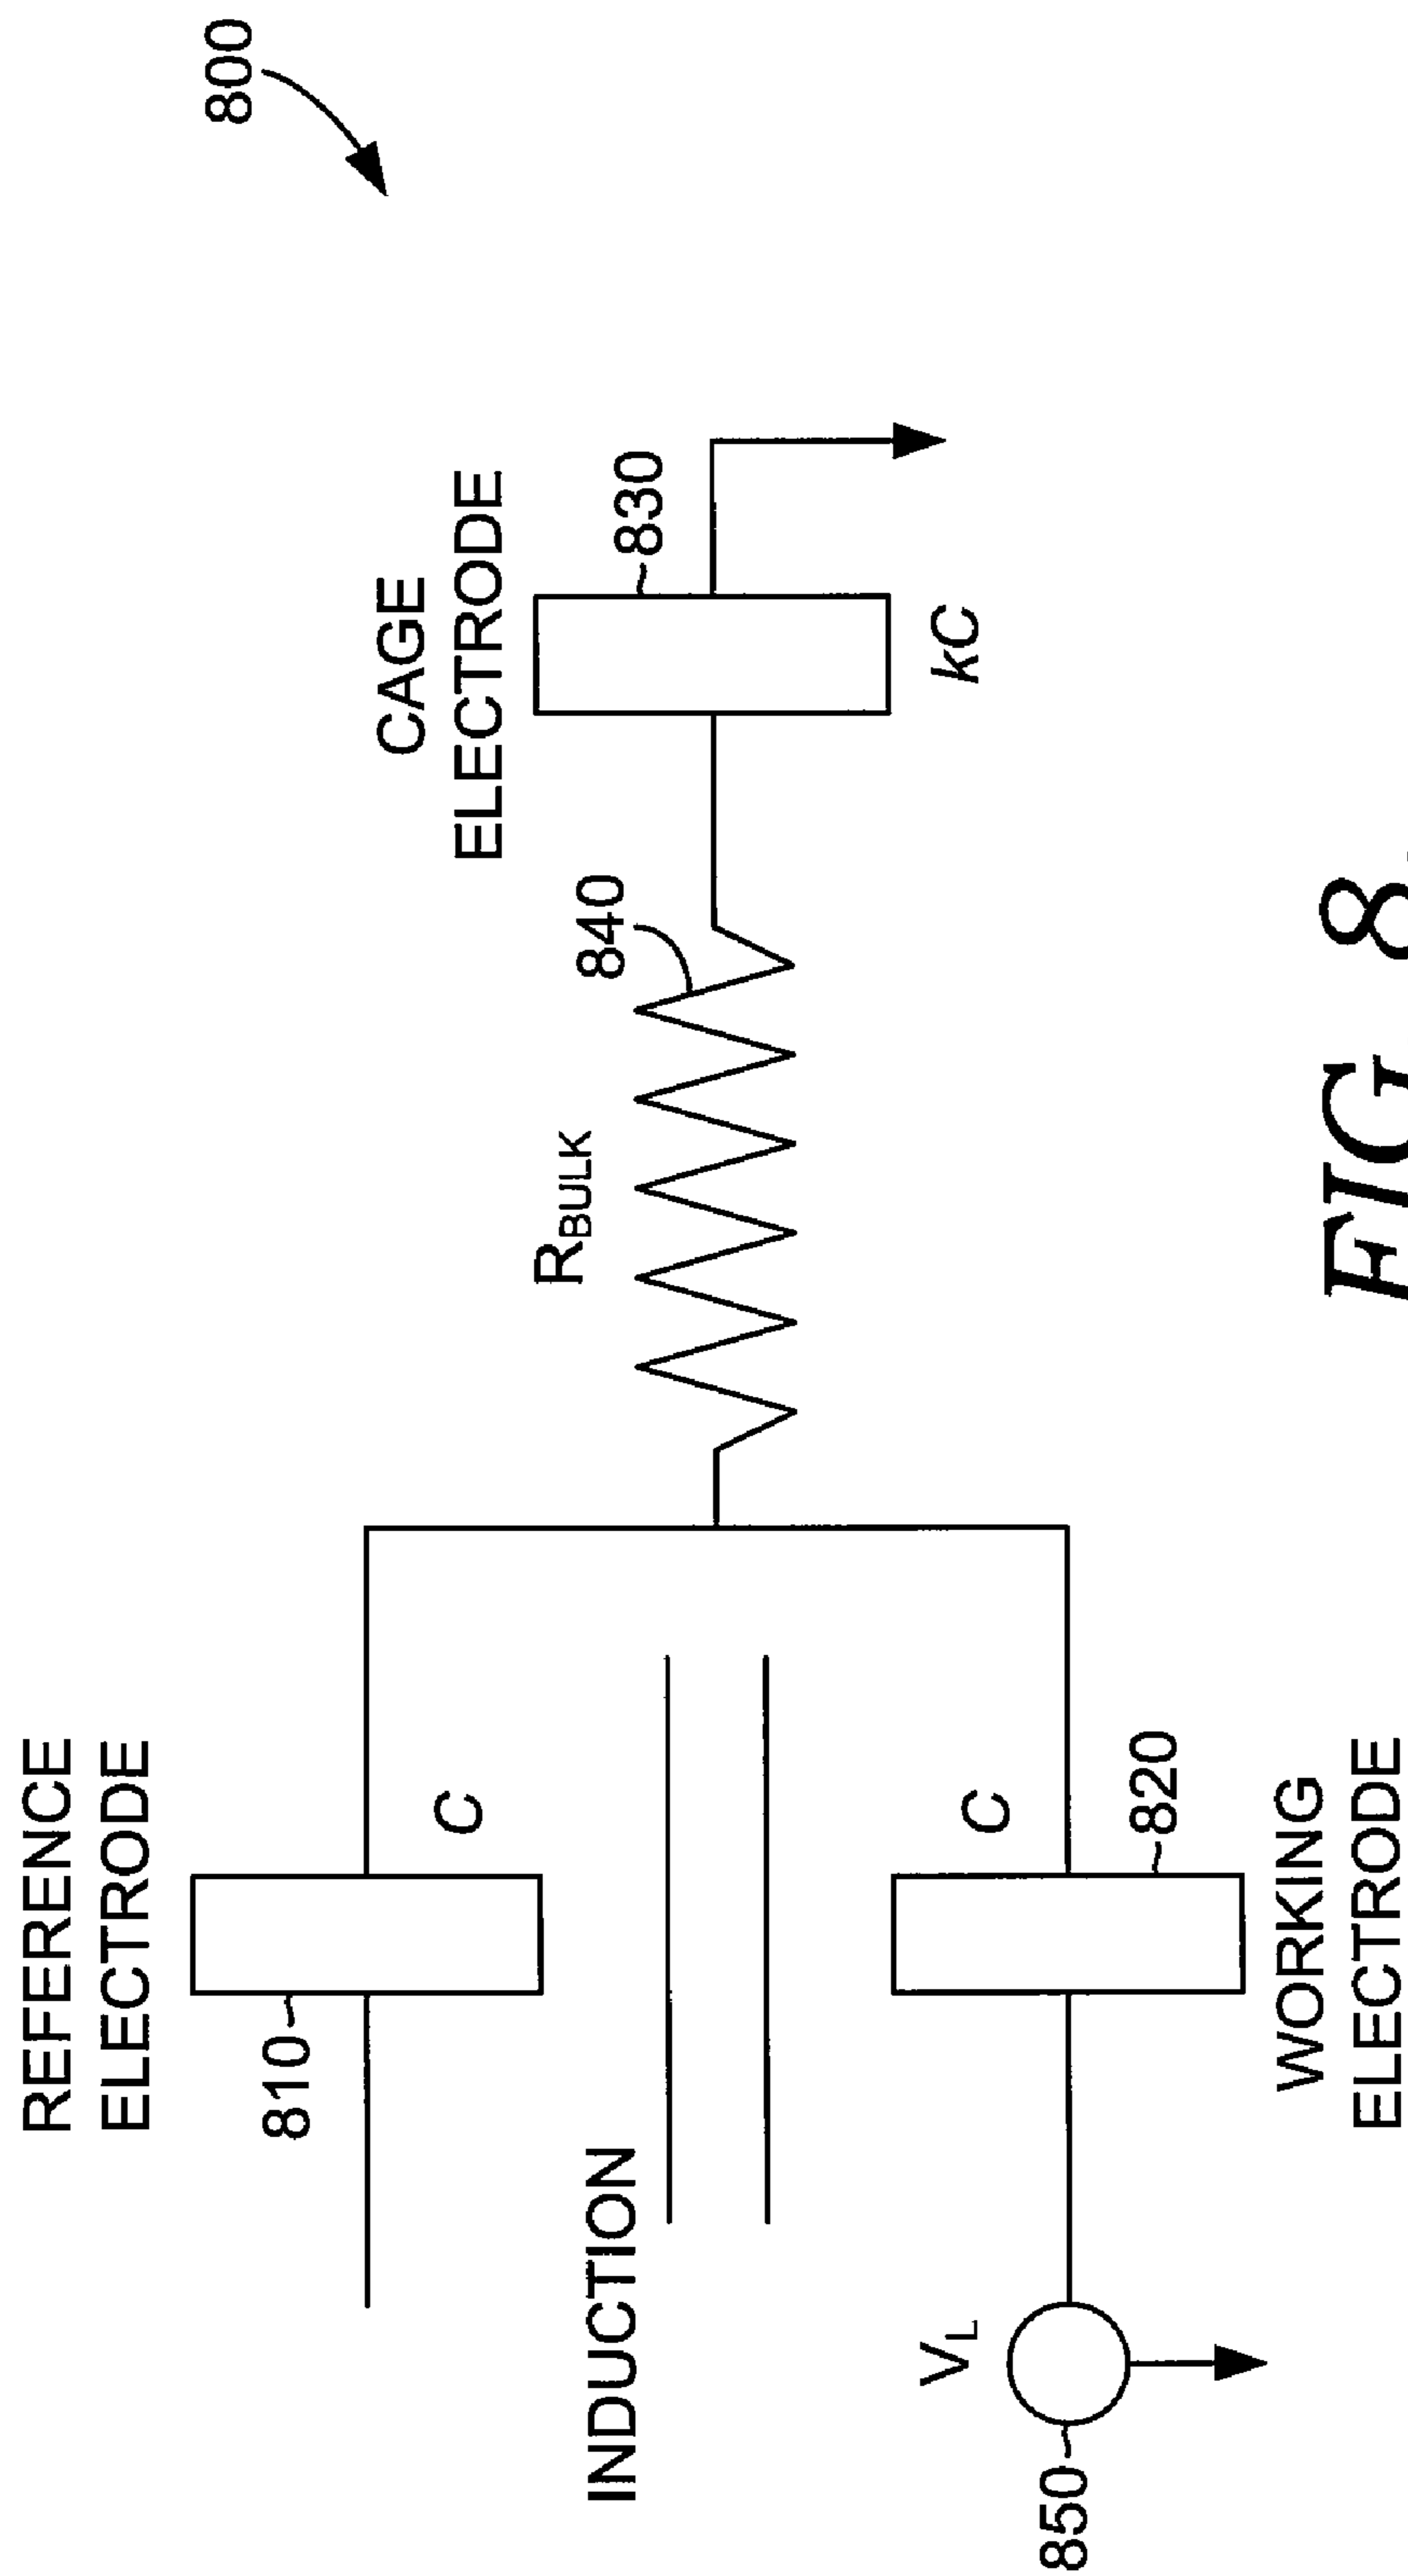 800
REFERENCE
ELECTRODE
810
C
CAGE
ELECTRODE
830
kC
840
R_BULK
INDUCTION
V_L
850
C
820
WORKING
ELECTRODE
FIG. 8.